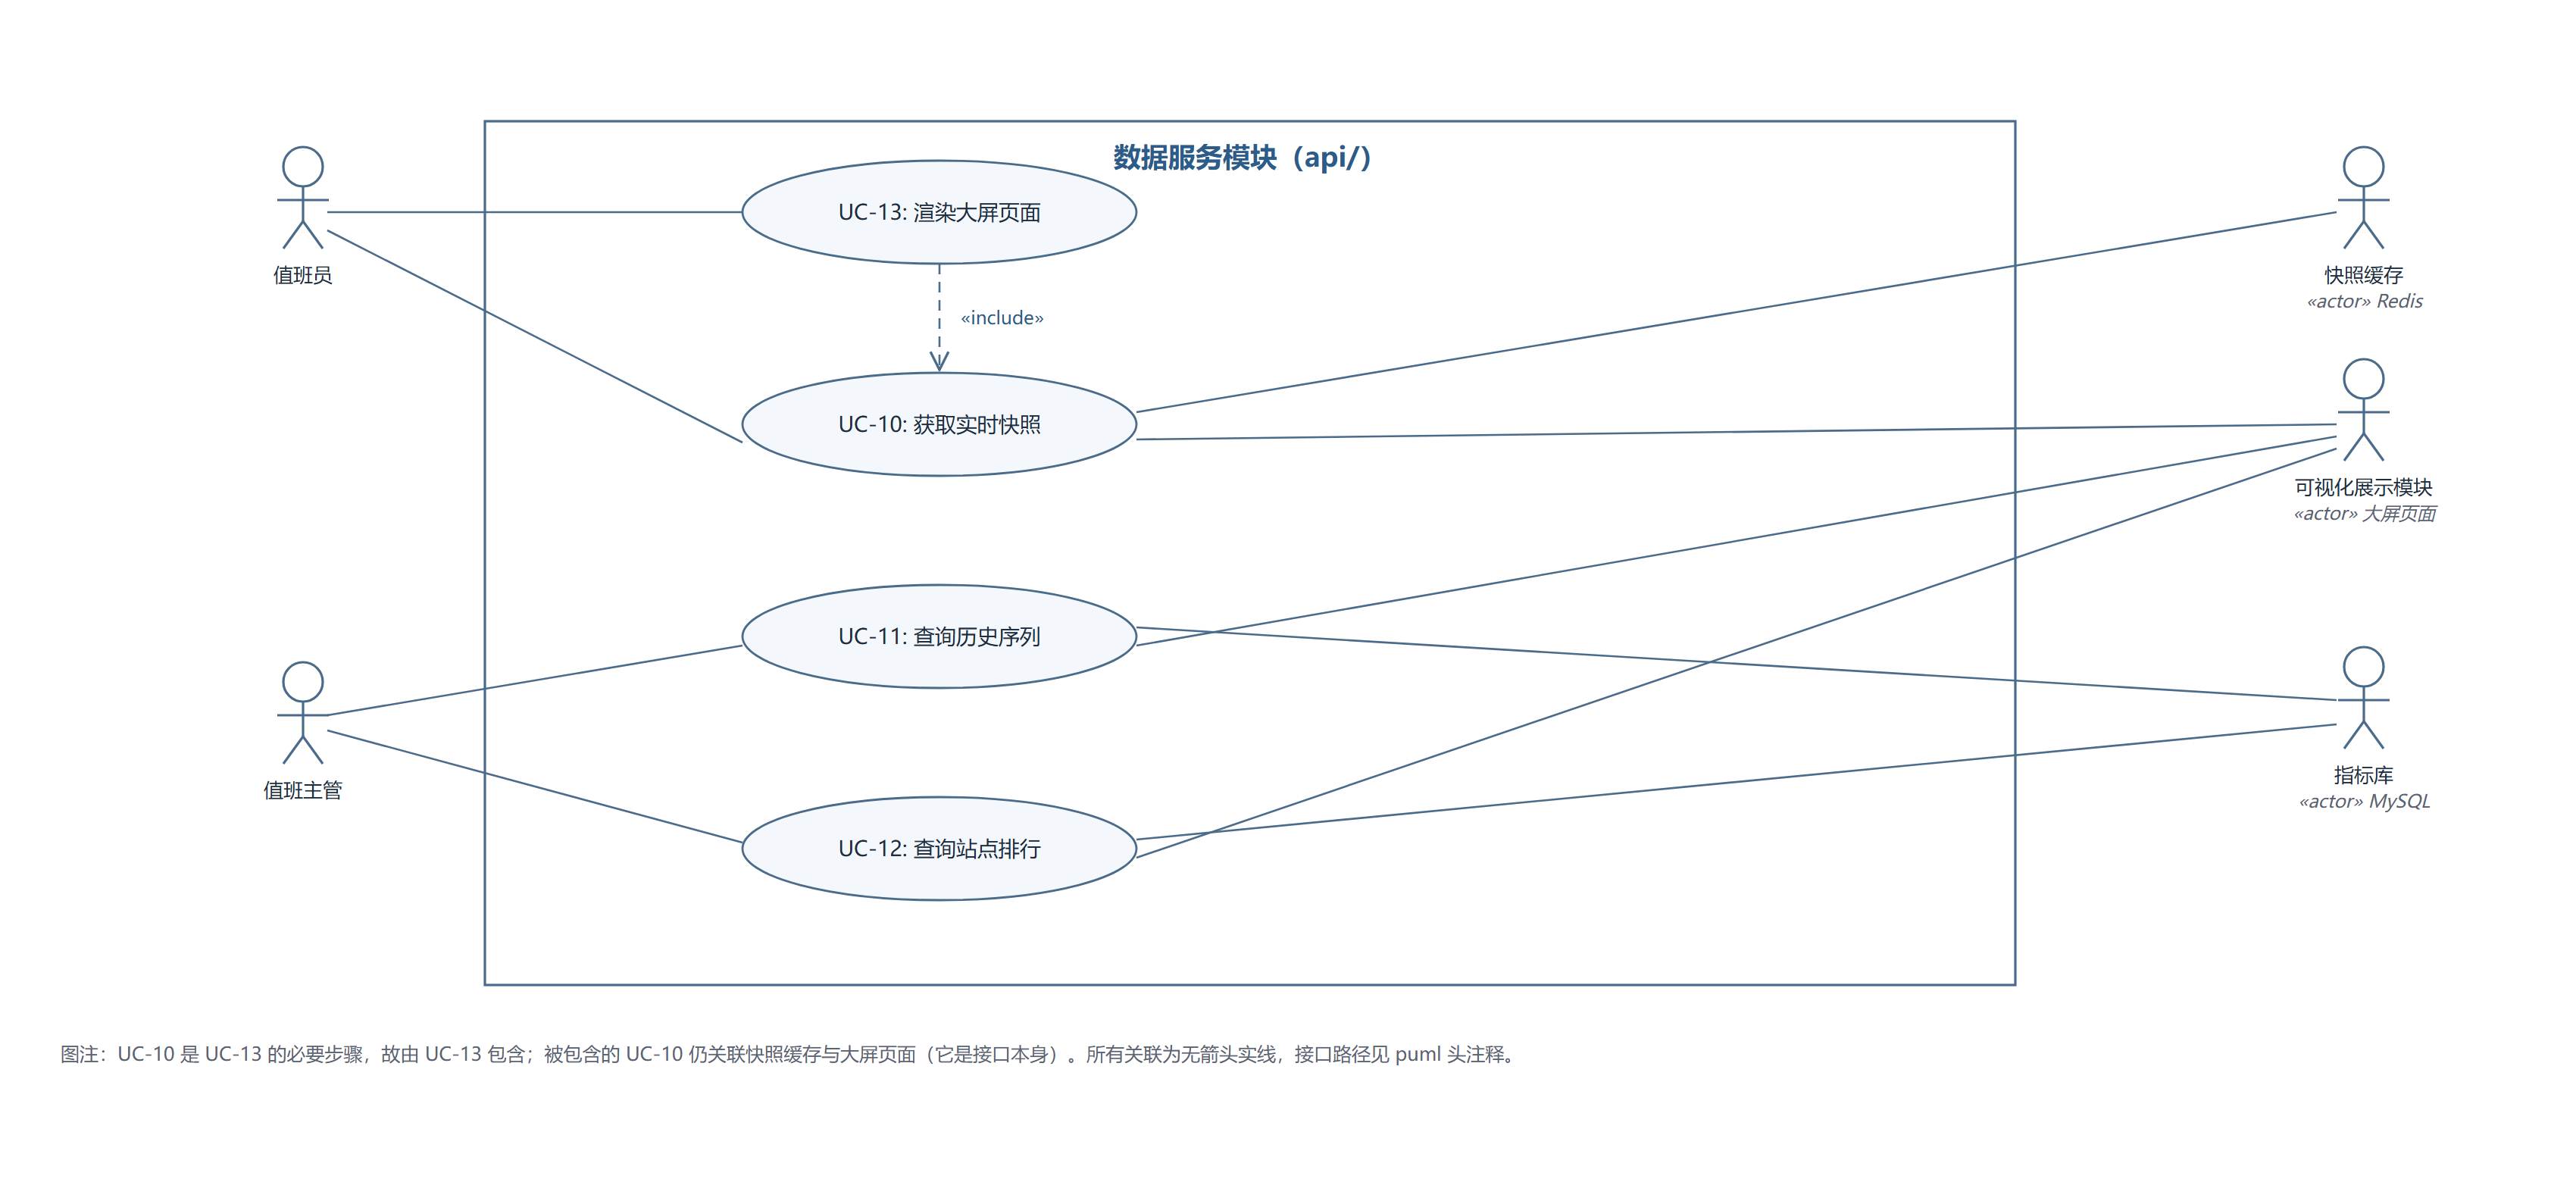 数据服务模块（api/）
值班员
UC-13: 渲染大屏页面
快照缓存
«actor» Redis
«include»
UC-10: 获取实时快照
可视化展示模块
«actor» 大屏页面
UC-11: 查询历史序列
值班主管
指标库
«actor» MySQL
UC-12: 查询站点排行
图注：UC-10 是 UC-13 的必要步骤，故由 UC-13 包含；被包含的 UC-10 仍关联快照缓存与大屏页面（它是接口本身）。所有关联为无箭头实线，接口路径见 puml 头注释。